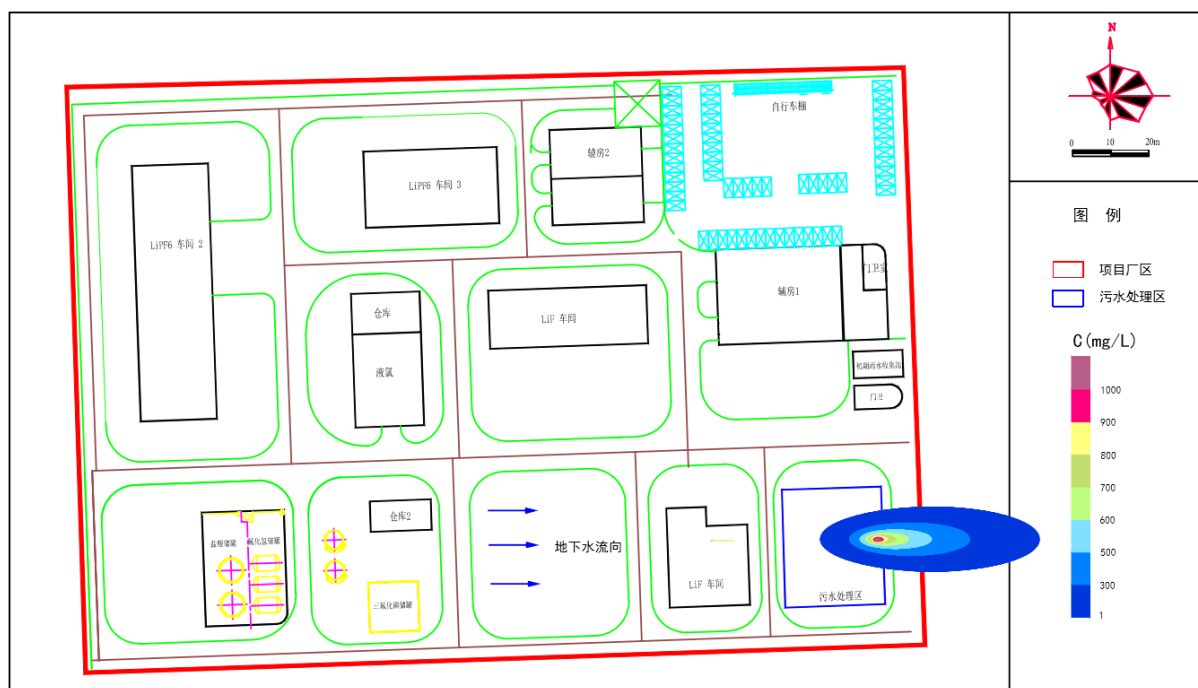 N
0 10 20m
自行车棚
辅房2
LiPF6 车间 3
LiPF6 车间 2
门卫室
辅房1
仓库
LiF 车间
液氯
初期雨水收集池
门卫
图 例
项目厂区
污水处理区
C(mg/L)
1000
900
800
700
600
500
300
1
仓库2
盐酸储罐
氟化氢储罐
地下水流向
LiF 车间
污水处理区
三氯化磷储罐